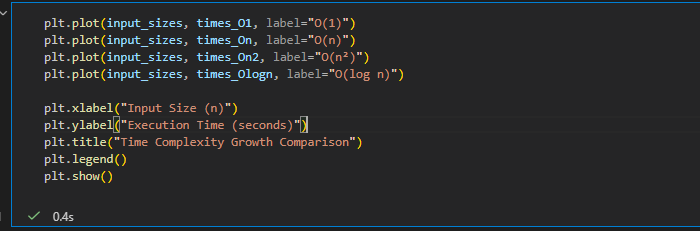 plt.plot(input_sizes, times_O1, label="O(1)")
plt.plot(input_sizes, times_On, label="O(n)")
plt.plot(input_sizes, times_On2, label="O(n²)")
plt.plot(input_sizes, times_Ologn, label="O(log n)")
plt.xlabel("Input Size (n)")
plt.ylabel("Execution Time (seconds)")
plt.title("Time Complexity Growth Comparison")
plt.legend()
plt.show()
0.4s